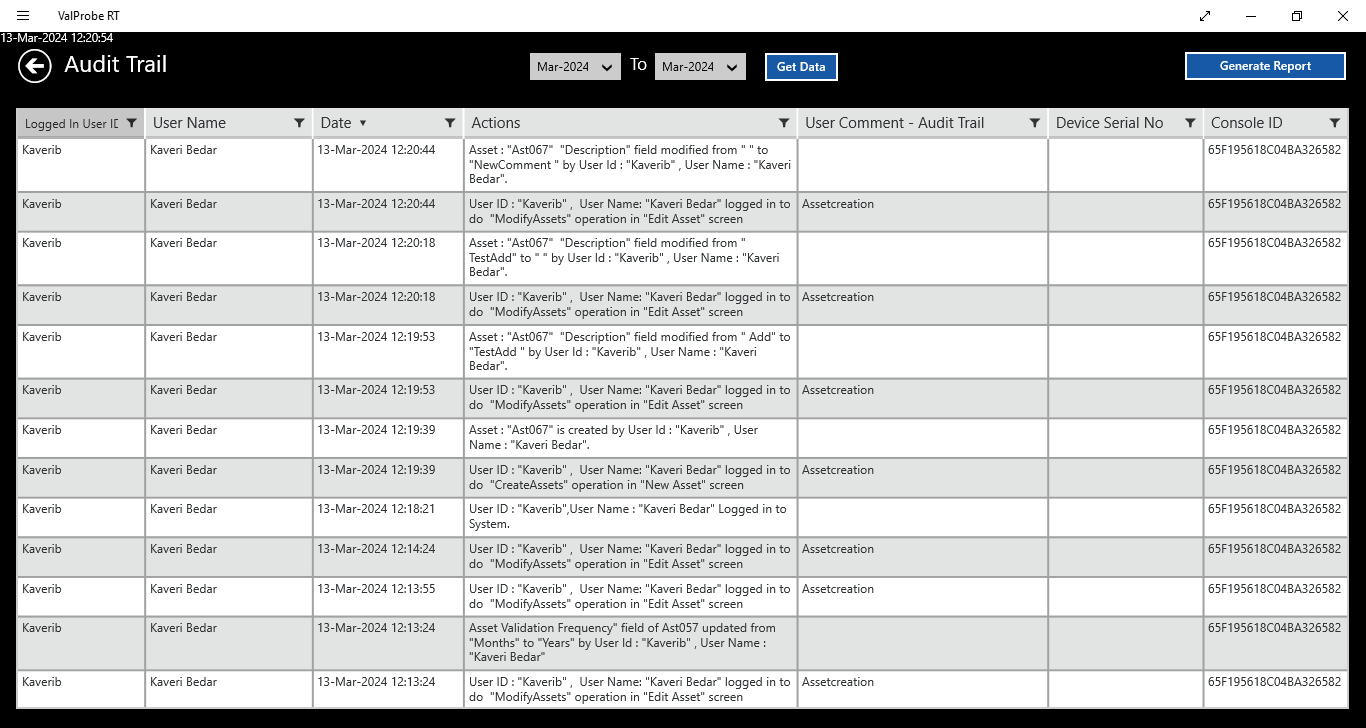 ValProbe RT
13-Mar-2024 12:20:54
Audit Trail
Mar-2024 To Mar-2024 Get Data Generate Report
Logged In User ID User Name Date Actions User Comment - Audit Trail Device Serial No Console ID
Kaverib Kaveri Bedar 13-Mar-2024 12:20:44 Asset : "Ast067"  "Description" field modified from " " to 65F195618C04BA326582
"NewComment " by User Id : "Kaverib" , User Name : "Kaveri
Bedar".
Kaverib Kaveri Bedar 13-Mar-2024 12:20:44 User ID : "Kaverib" ,  User Name: "Kaveri Bedar" logged in to Assetcreation 65F195618C04BA326582
do  "ModifyAssets" operation in "Edit Asset" screen
Kaverib Kaveri Bedar 13-Mar-2024 12:20:18 Asset : "Ast067"  "Description" field modified from " 65F195618C04BA326582
TestAdd" to " " by User Id : "Kaverib" , User Name : "Kaveri
Bedar".
Kaverib Kaveri Bedar 13-Mar-2024 12:20:18 User ID : "Kaverib" ,  User Name: "Kaveri Bedar" logged in to Assetcreation 65F195618C04BA326582
do  "ModifyAssets" operation in "Edit Asset" screen
Kaverib Kaveri Bedar 13-Mar-2024 12:19:53 Asset : "Ast067"  "Description" field modified from " Add" to 65F195618C04BA326582
"TestAdd " by User Id : "Kaverib" , User Name : "Kaveri
Bedar".
Kaverib Kaveri Bedar 13-Mar-2024 12:19:53 User ID : "Kaverib" ,  User Name: "Kaveri Bedar" logged in to Assetcreation 65F195618C04BA326582
do  "ModifyAssets" operation in "Edit Asset" screen
Kaverib Kaveri Bedar 13-Mar-2024 12:19:39 Asset : "Ast067" is created by User Id : "Kaverib" , User 65F195618C04BA326582
Name : "Kaveri Bedar".
Kaverib Kaveri Bedar 13-Mar-2024 12:19:39 User ID : "Kaverib" ,  User Name: "Kaveri Bedar" logged in to Assetcreation 65F195618C04BA326582
do  "CreateAssets" operation in "New Asset" screen
Kaverib Kaveri Bedar 13-Mar-2024 12:18:21 User ID : "Kaverib",User Name : "Kaveri Bedar" Logged in to 65F195618C04BA326582
System.
Kaverib Kaveri Bedar 13-Mar-2024 12:14:24 User ID : "Kaverib" ,  User Name: "Kaveri Bedar" logged in to Assetcreation 65F195618C04BA326582
do  "ModifyAssets" operation in "Edit Asset" screen
Kaverib Kaveri Bedar 13-Mar-2024 12:13:55 User ID : "Kaverib" ,  User Name: "Kaveri Bedar" logged in to Assetcreation 65F195618C04BA326582
do  "ModifyAssets" operation in "Edit Asset" screen
Kaverib Kaveri Bedar 13-Mar-2024 12:13:24 Asset Validation Frequency" field of Ast057 updated from 65F195618C04BA326582
"Months" to "Years" by User Id : "Kaverib" , User Name :
"Kaveri Bedar"
Kaverib Kaveri Bedar 13-Mar-2024 12:13:24 User ID : "Kaverib" ,  User Name: "Kaveri Bedar" logged in to Assetcreation 65F195618C04BA326582
do  "ModifyAssets" operation in "Edit Asset" screen